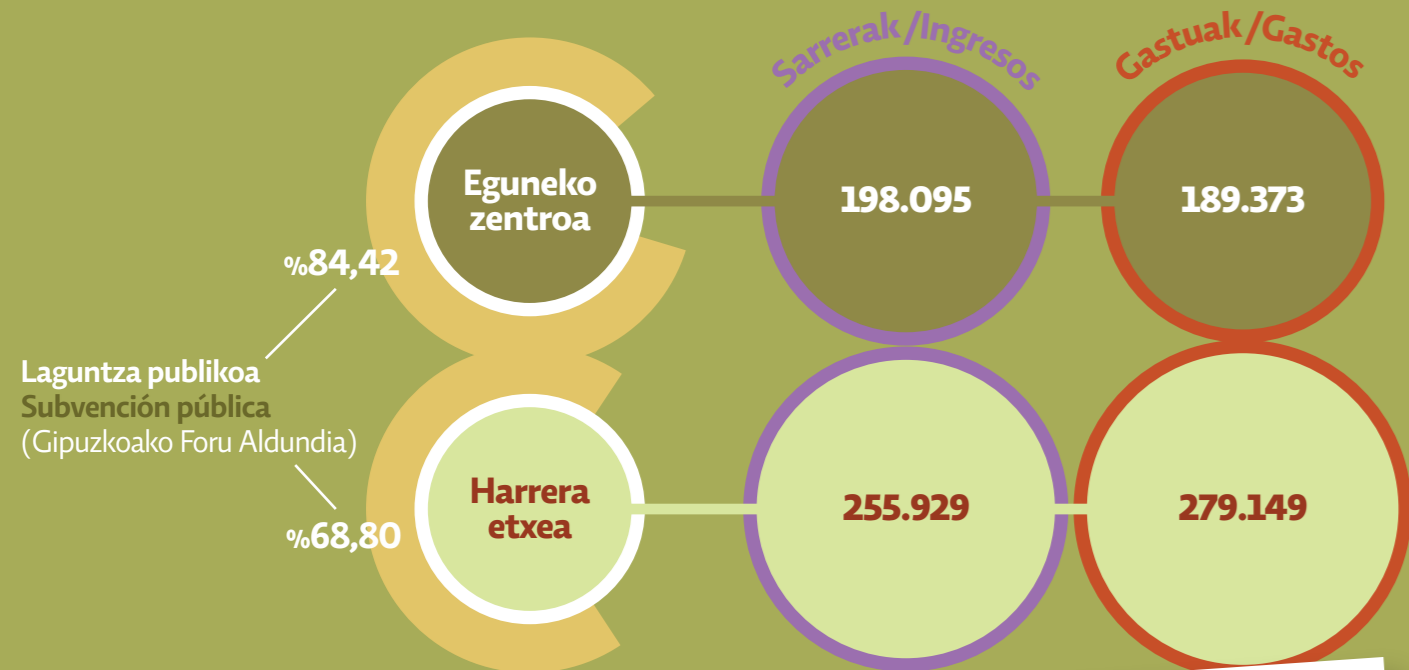 Sarrerak / Ingresos
Gastuak / Gastos
Eguneko
zentroa
198.095
189.373
%84,42
Laguntza publikoa
Subvención pública
(Gipuzkoako Foru Aldundia)
%68,80
Harrera
etxea
255.929
279.149